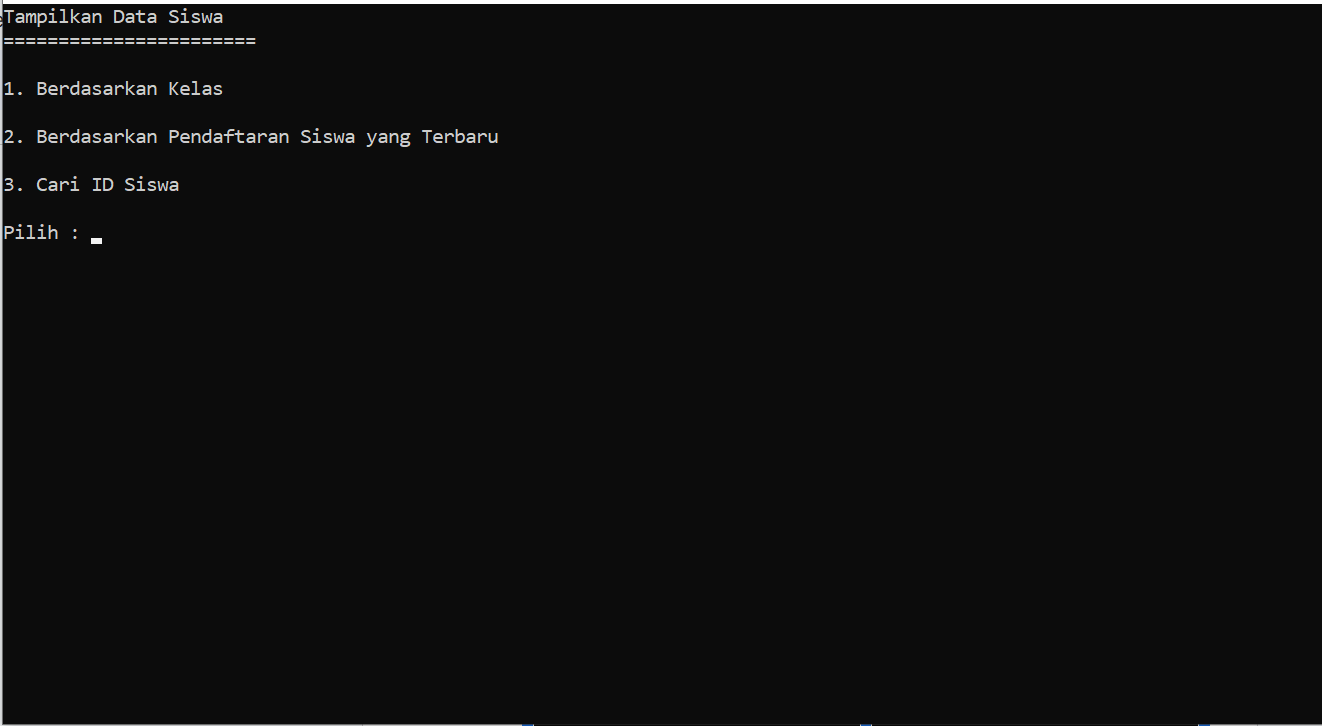 Tampilkan Data Siswa
=======================
1. Berdasarkan Kelas
2. Berdasarkan Pendaftaran Siswa yang Terbaru
3. Cari ID Siswa
Pilih :